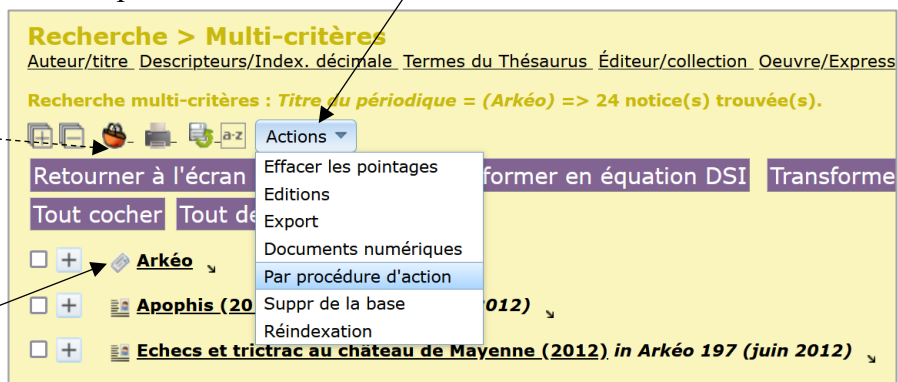 Recherche > Multi-critères
Auteur/titre Descripteurs/Index. décimale Termes du Thésaurus Éditeur/collection Oeuvre/Express
Recherche multi-critères : Titre du périodique = (Arkéo) => 24 notice(s) trouvée(s).
a-z Actions
Effacer les pointages
Retourner à l'écran former en équation DSI Transforme
Editions
Export
Tout cocher Tout de
Documents numériques
Arkéo
Par procédure d'action
Suppr de la base
Apophis (20 012)
Réindexation
Echecs et trictrac au château de Mayenne (2012) in Arkéo 197 (juin 2012)